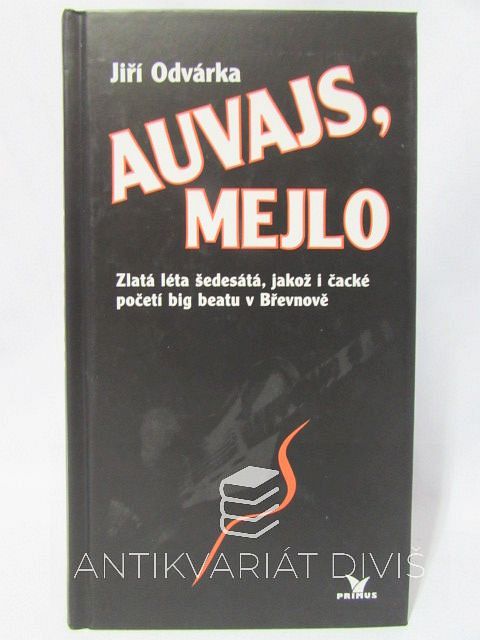 Jiří Odvárka
AUVAJS,
MEJLO
Zlatá léta šedesátá, jakož i čacké
početí big beatu v Břevnově
ANTIKVARIÁT DIVIŠ
PRIMUS